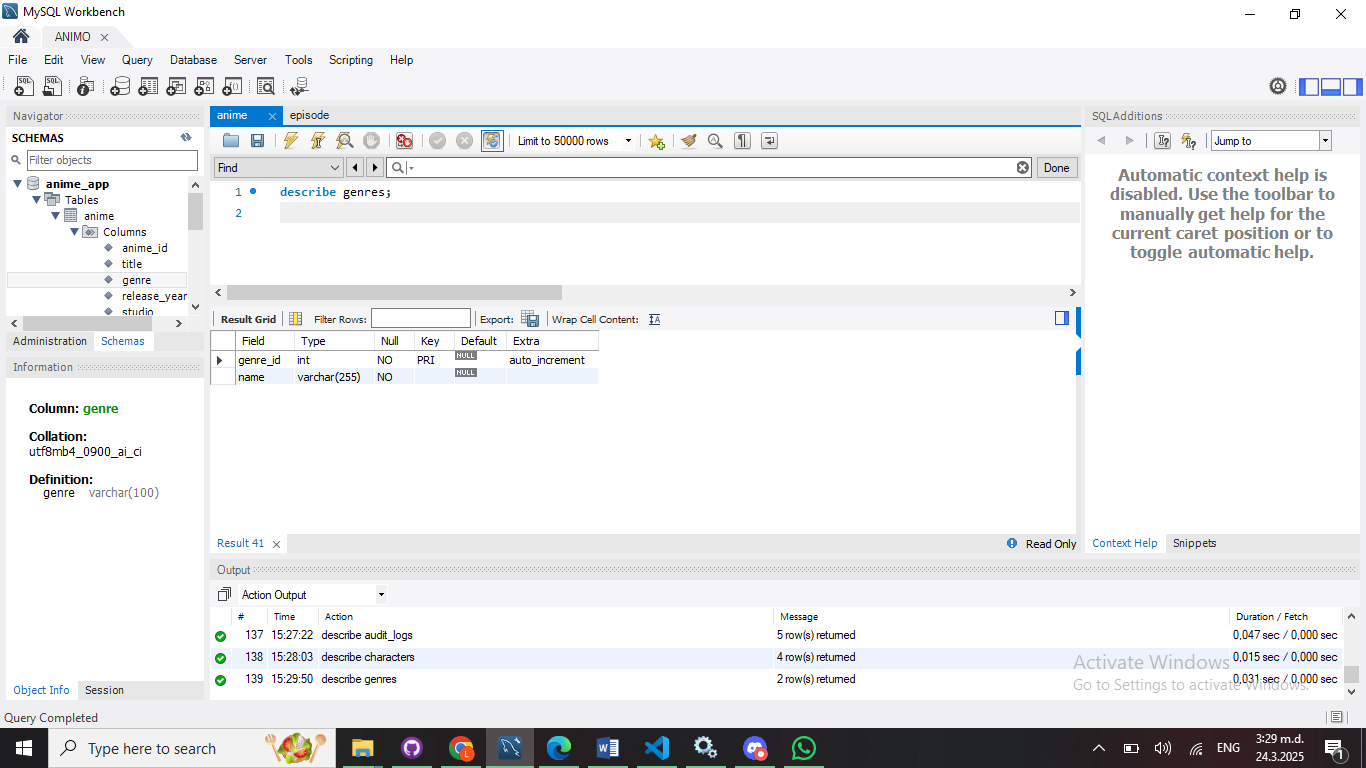 MySQL Workbench
ANIMO
File Edit View Query Database Server Tools Scripting Help
Navigator
SCHEMAS
Filter objects
anime_app
Tables
anime
Columns
anime_id
title
genre
release_year
studio
Administration Schemas
Information
Column: genre
Collation:
utf8mb4_0900_ai_ci
Definition:
genre varchar(100)
Object Info Session
anime episode
Limit to 50000 rows
Find Done
1 describe genres;
2
Result Grid Filter Rows: Export: Wrap Cell Content:
Field Type Null Key Default Extra
genre_id int NO PRI NULL auto_increment
name varchar(255) NO NULL
Result 41 Read Only
SQLAdditions
Jump to
Automatic context help is
disabled. Use the toolbar to
manually get help for the
current caret position or to
toggle automatic help.
Context Help Snippets
Output
Action Output
# Time Action Message Duration / Fetch
137 15:27:22 describe audit_logs 5 row(s) returned 0,047 sec / 0,000 sec
138 15:28:03 describe characters 4 row(s) returned 0,015 sec / 0,000 sec
139 15:29:50 describe genres 2 row(s) returned 0,031 sec / 0,000 sec
Activate Windows
Go to Settings to activate Windows.
Query Completed
Type here to search
ENG
3:29 m.d.
24.3.2025
1